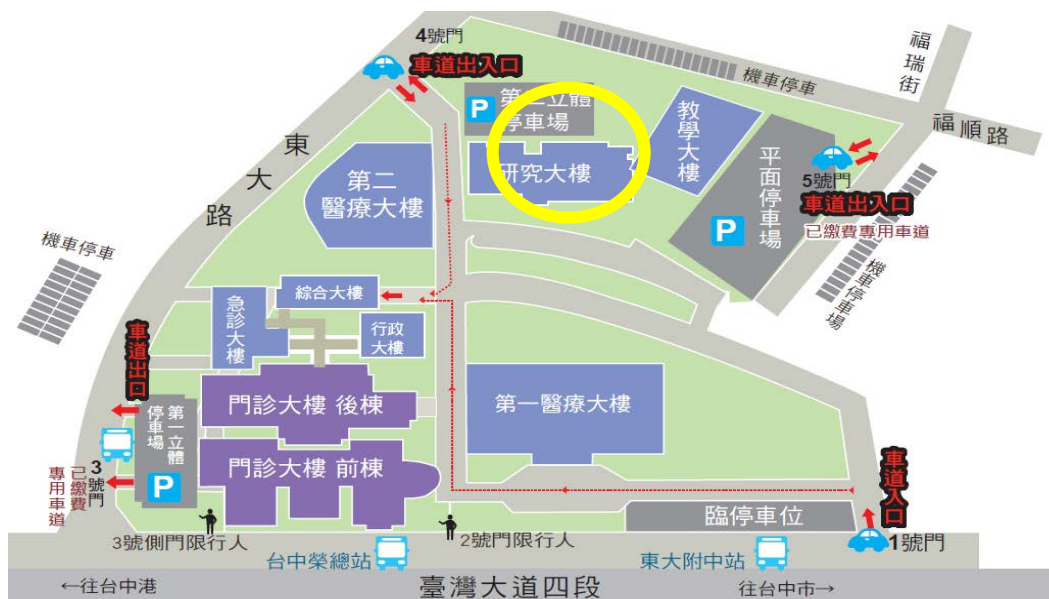 4號門
車道出入口
機車停車
福瑞街
福順路
東大路
P 第二立體
停車場
研究大樓
教學大樓
平面停車場
P
5號門
車道出入口
已繳費專用車道
機車停車場
第二
醫療大樓
機車停車
綜合大樓
急診大樓
行政
大樓
車道出口
門診大樓 後棟
第一醫療大樓
第一立體
停車場
P
門診大樓 前棟
3號門
已繳費
專用車道
車道入口
臨停車位
3號側門限行人
2號門限行人
1號門
台中榮總站
東大附中站
←往台中港
臺灣大道四段
往台中市→